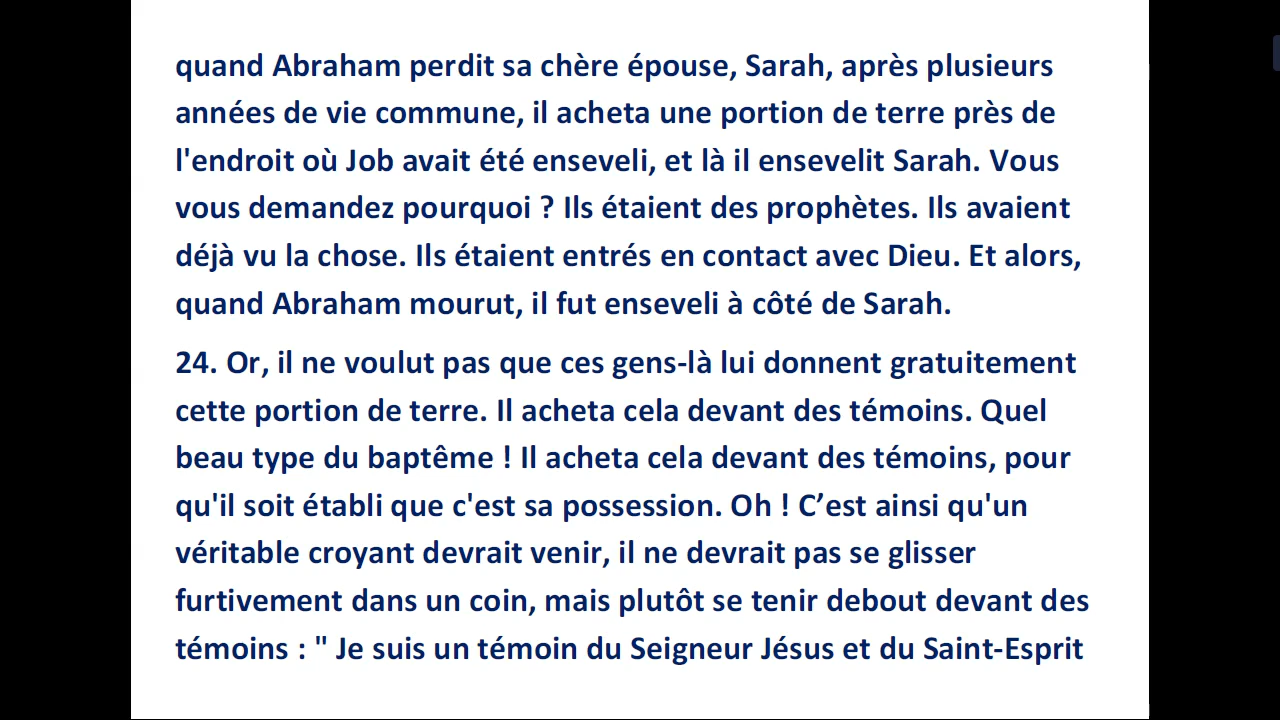 quand Abraham perdit sa chère épouse, Sarah, après plusieurs
années de vie commune, il acheta une portion de terre près de
l'endroit où Job avait été enseveli, et là il ensevelit Sarah. Vous
vous demandez pourquoi ? Ils étaient des prophètes. Ils avaient
déjà vu la chose. Ils étaient entrés en contact avec Dieu. Et alors,
quand Abraham mourut, il fut enseveli à côté de Sarah.
24. Or, il ne voulut pas que ces gens-là lui donnent gratuitement
cette portion de terre. Il acheta cela devant des témoins. Quel
beau type du baptême ! Il acheta cela devant des témoins, pour
qu'il soit établi que c'est sa possession. Oh ! C’est ainsi qu'un
véritable croyant devrait venir, il ne devrait pas se glisser
furtivement dans un coin, mais plutôt se tenir debout devant des
témoins : " Je suis un témoin du Seigneur Jésus et du Saint-Esprit